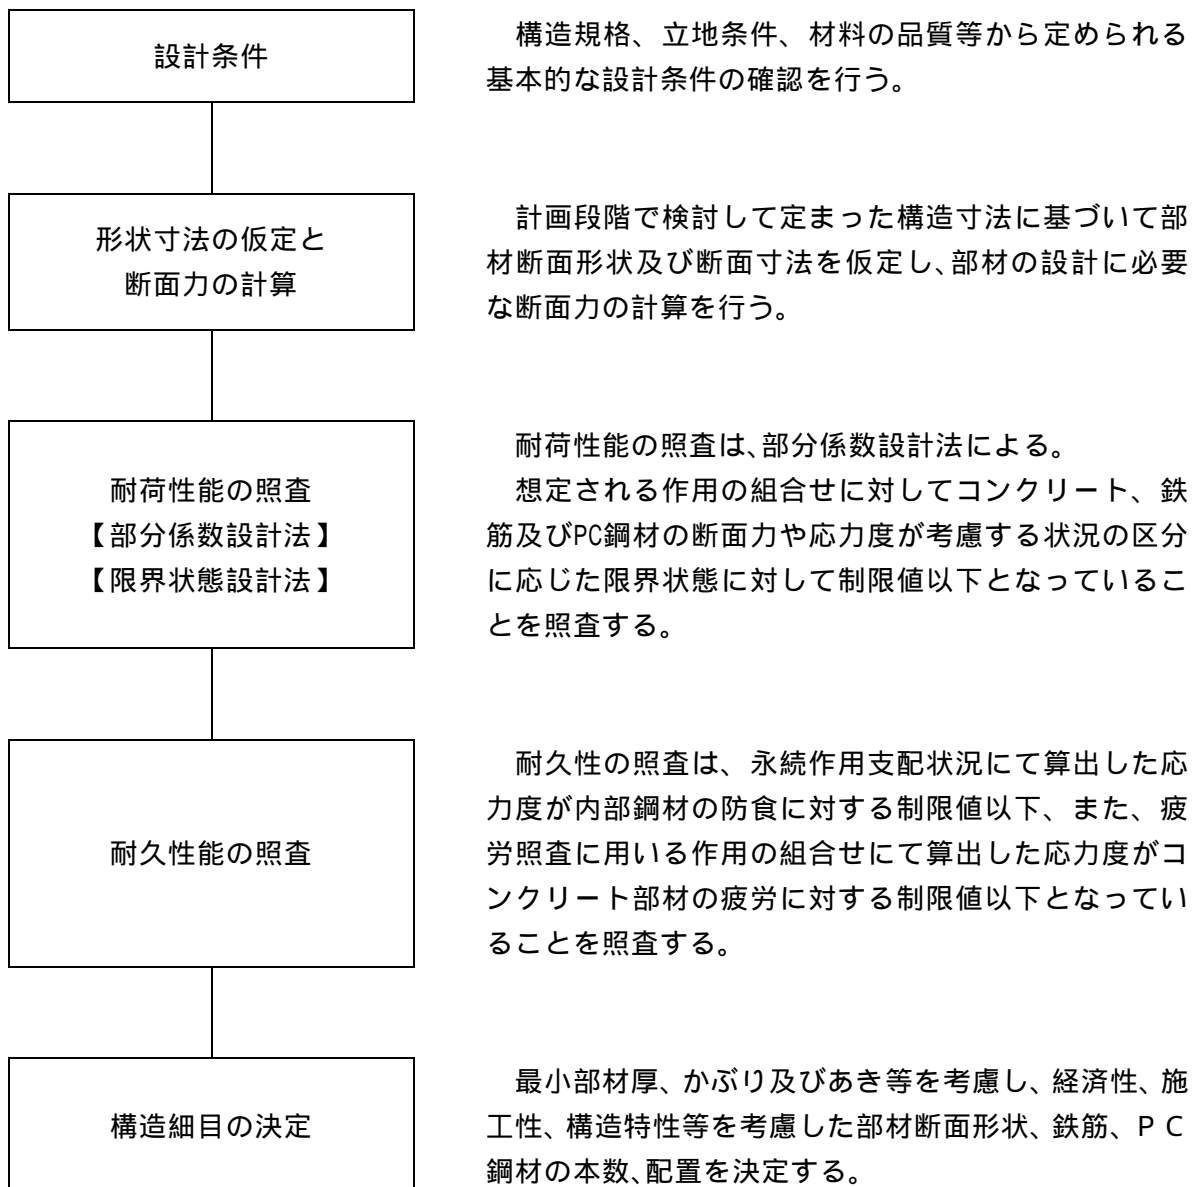 設計条件
構造規格、立地条件、材料の品質等から定められる
基本的な設計条件の確認を行う。
形状寸法の仮定と
断面力の計算
計画段階で検討して定まった構造寸法に基づいて部
材断面形状及び断面寸法を仮定し、部材の設計に必要
な断面力の計算を行う。
耐荷性能の照査
【部分係数設計法】
【限界状態設計法】
耐荷性能の照査は、部分係数設計法による。
想定される作用の組合せに対してコンクリート、鉄
筋及びPC鋼材の断面力や応力度が考慮する状況の区分
に応じた限界状態に対して制限値以下となっているこ
とを照査する。
耐久性能の照査
耐久性の照査は、永続作用支配状況にて算出した応
力度が内部鋼材の防食に対する制限値以下、また、疲
労照査に用いる作用の組合せにて算出した応力度がコ
ンクリート部材の疲労に対する制限値以下となってい
ることを照査する。
構造細目の決定
最小部材厚、かぶり及びあき等を考慮し、経済性、施
工性、構造特性等を考慮した部材断面形状、鉄筋、ＰＣ
鋼材の本数、配置を決定する。